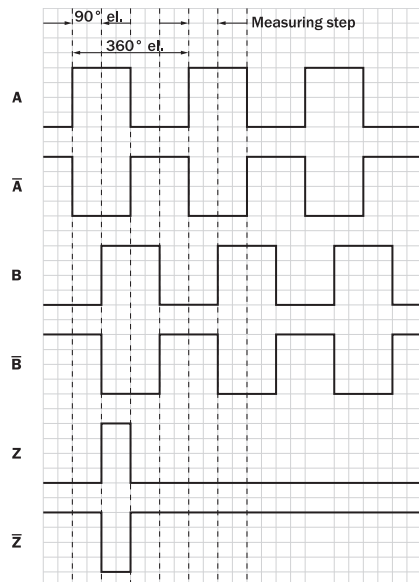 90° el.
Measuring step
360° el.
A
A̅
B
B̅
Z
Z̅